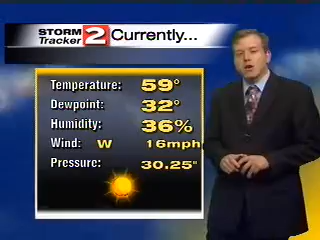 STORM
Tracker 2 Currently...
Temperature: 59°
Dewpoint: 32°
Humidity: 36%
Wind: W 16mph
Pressure: 30.25"